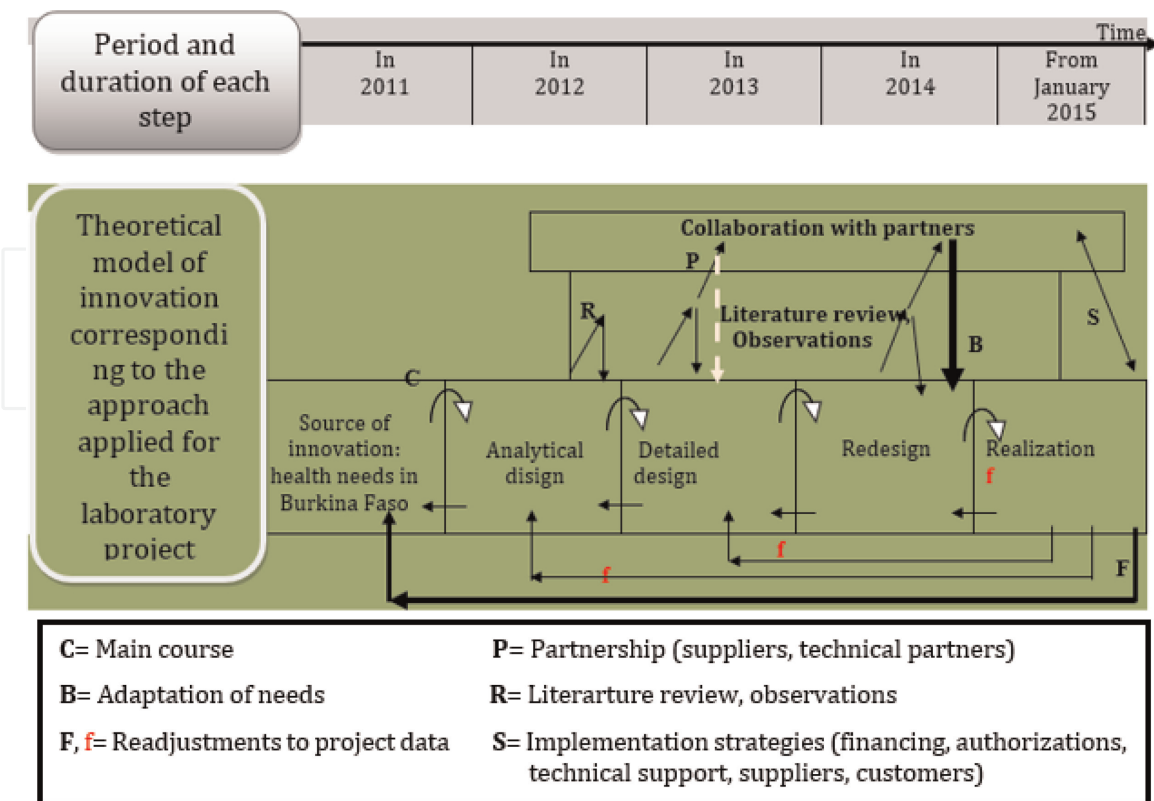 Time
Period and
duration of each
step
In
2011
In
2012
In
2013
In
2014
From
January
2015
Theoretical
model of
innovation
correspondi
ng to the
approach
applied for
the
laboratory
project
Collaboration with partners
P
R
Literature review,
Observations
B
S
C
Source of
innovation:
health needs in
Burkina Faso
Analytical
disign
Detailed
design
Redesign
Realization
f
f
f
F
C= Main course
P= Partnership (suppliers, technical partners)
B= Adaptation of needs
R= Literarture review, observations
F, f= Readjustments to project data
S= Implementation strategies (financing, authorizations,
technical support, suppliers, customers)